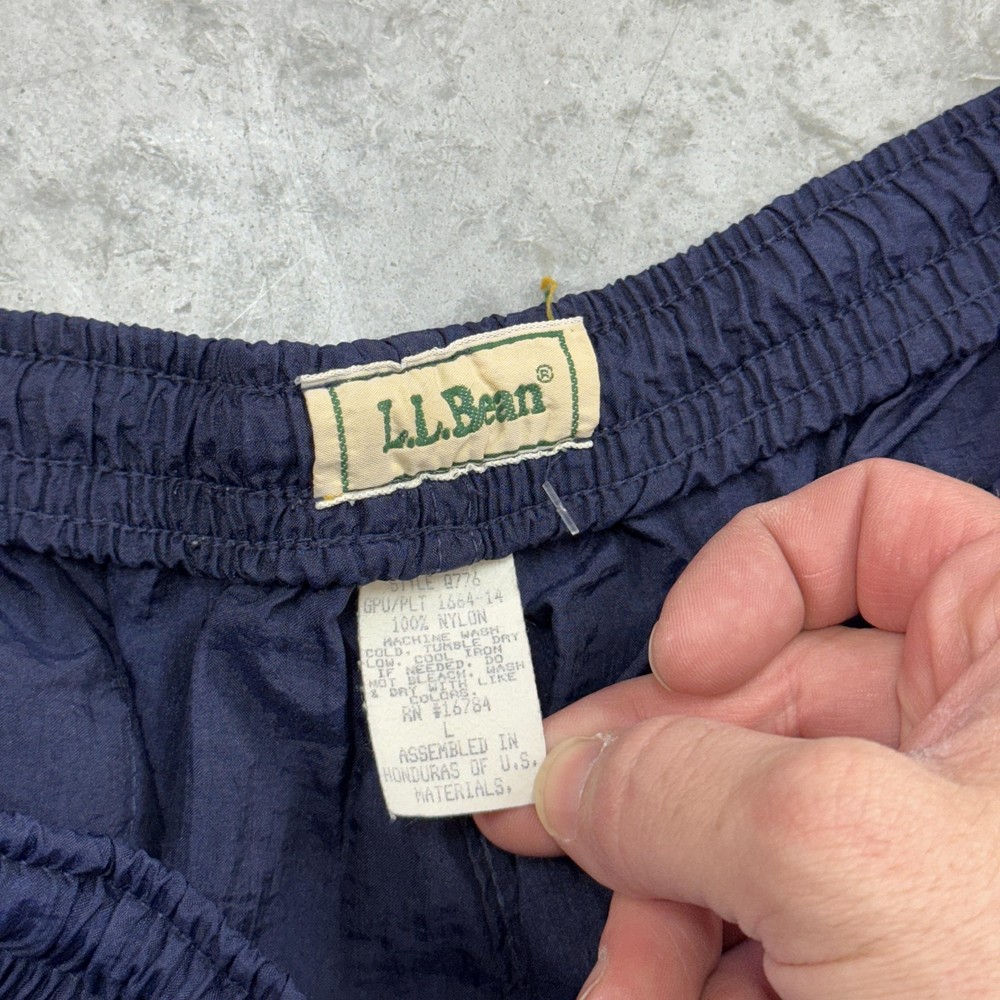 L.L.Bean®
STYLE 0776
GPU/PLT 1664-14
100% NYLON
MACHINE WASH
COLD. TUMBLE DRY
LOW. COOL IRON
IF NEEDED. DO
NOT BLEACH. WASH
& DRY WITH LIKE
COLORS.
RN #16784
L
ASSEMBLED IN
HONDURAS OF U.S.
MATERIALS.